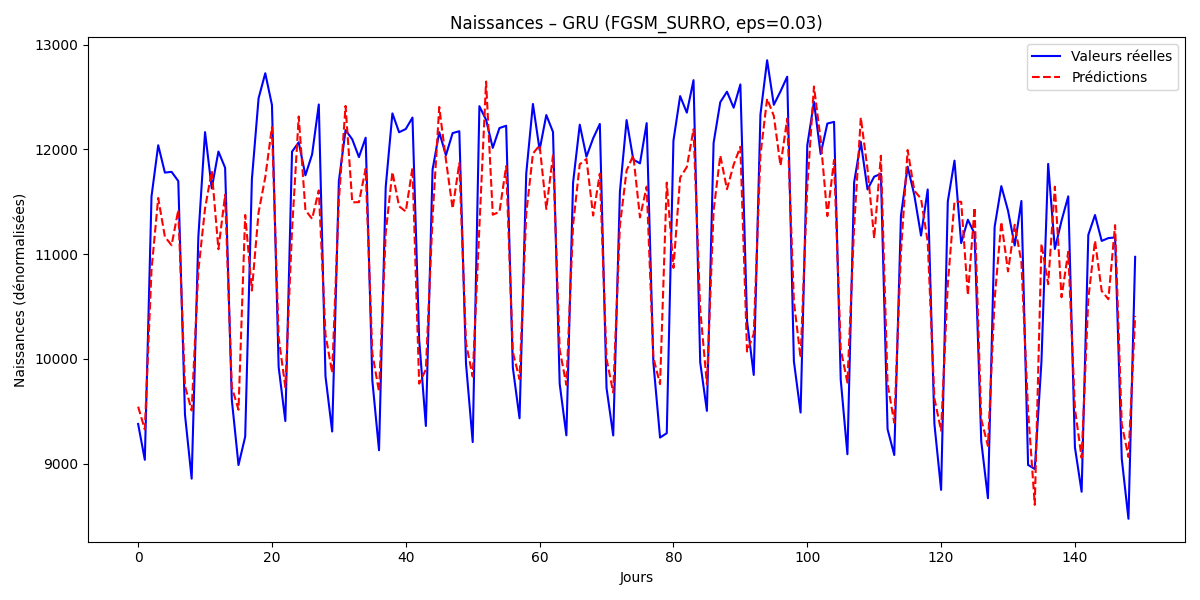 Naissances – GRU (FGSM_SURRO, eps=0.03)
Valeurs réelles
Prédictions
Naissances (dénormalisées)
13000
12000
11000
10000
9000
0 20 40 60 80 100 120 140
Jours